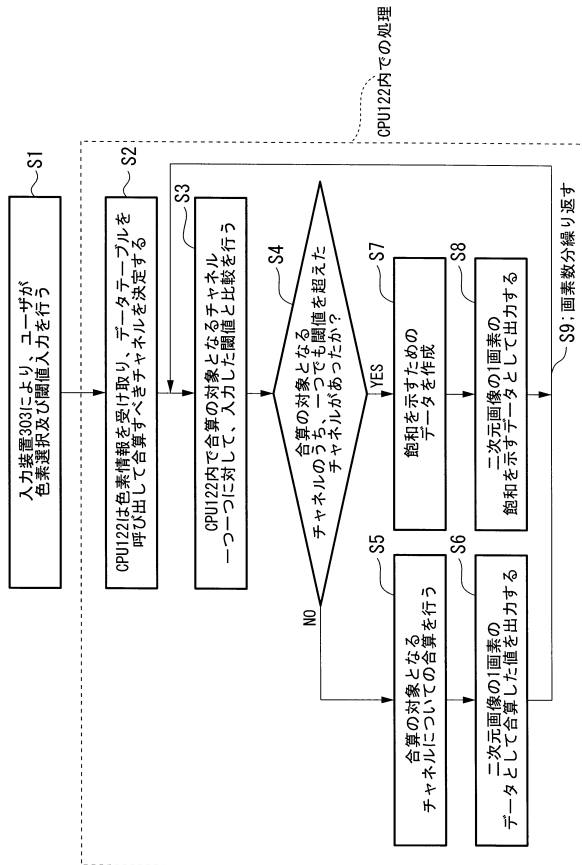 入力装置303により、ユーザが
色素選択及び閾値入力を行う
S1
CPU122は色素情報を受け取り、データテーブルを
呼び出して合算すべきチャネルを決定する
S2
CPU122内での処理
CPU122内で合算の対象となるチャネル
一つ一つに対して、入力した閾値と比較を行う
S3
合算の対象となる
チャネルのうち、一つでも閾値を超えた
チャネルがあったか?
S4
NO
YES
合算の対象となる
チャネルについての合算を行う
S5
飽和を示すための
データを作成
S7
二次元画像の1画素の
データとして合算した値を出力する
S6
二次元画像の1画素の
飽和を示すデータとして出力する
S8
S9;画素数分繰り返す